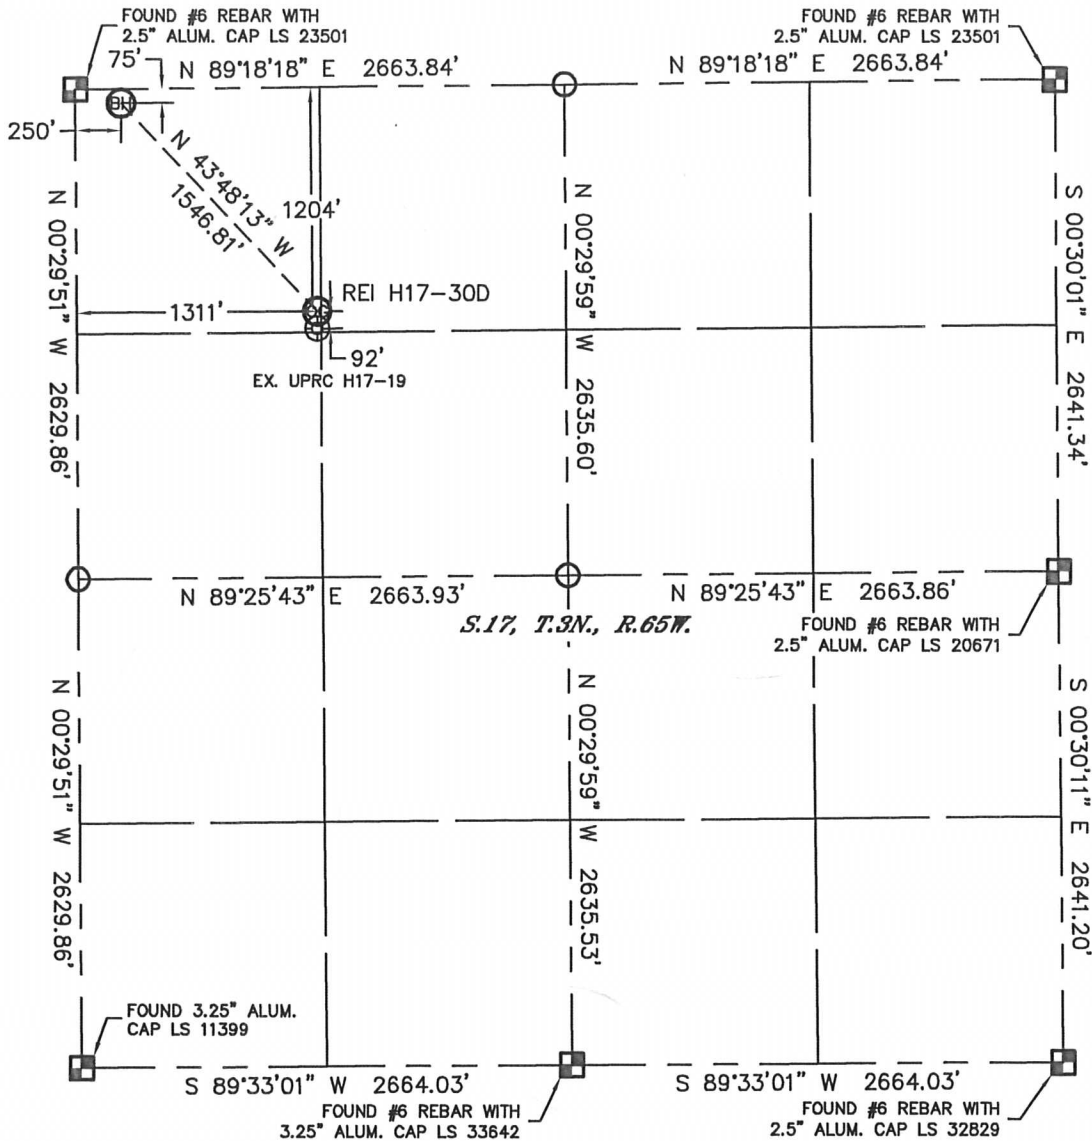 FOUND #6 REBAR WITH
2.5" ALUM. CAP LS 23501
FOUND #6 REBAR WITH
2.5" ALUM. CAP LS 23501
75'
N 89°18'18" E 2663.84'
N 89°18'18" E 2663.84'
BH
250'
N 43°48'13" W
1546.81'
1204'
N 00°29'51" W 2629.86'
N 00°29'59" W 2635.60'
S 00°30'01" E 2641.34'
REI H17-30D
1311'
92'
EX. UPRC H17-19
N 89°25'43" E 2663.93'
N 89°25'43" E 2663.86'
S.17, T.3N., R.65W.
FOUND #6 REBAR WITH
2.5" ALUM. CAP LS 20671
N 00°29'51" W 2629.86'
N 00°29'59" W 2635.53'
S 00°30'11" E 2641.20'
FOUND 3.25" ALUM.
CAP LS 11399
S 89°33'01" W 2664.03'
S 89°33'01" W 2664.03'
FOUND #6 REBAR WITH
3.25" ALUM. CAP LS 33642
FOUND #6 REBAR WITH
2.5" ALUM. CAP LS 32829